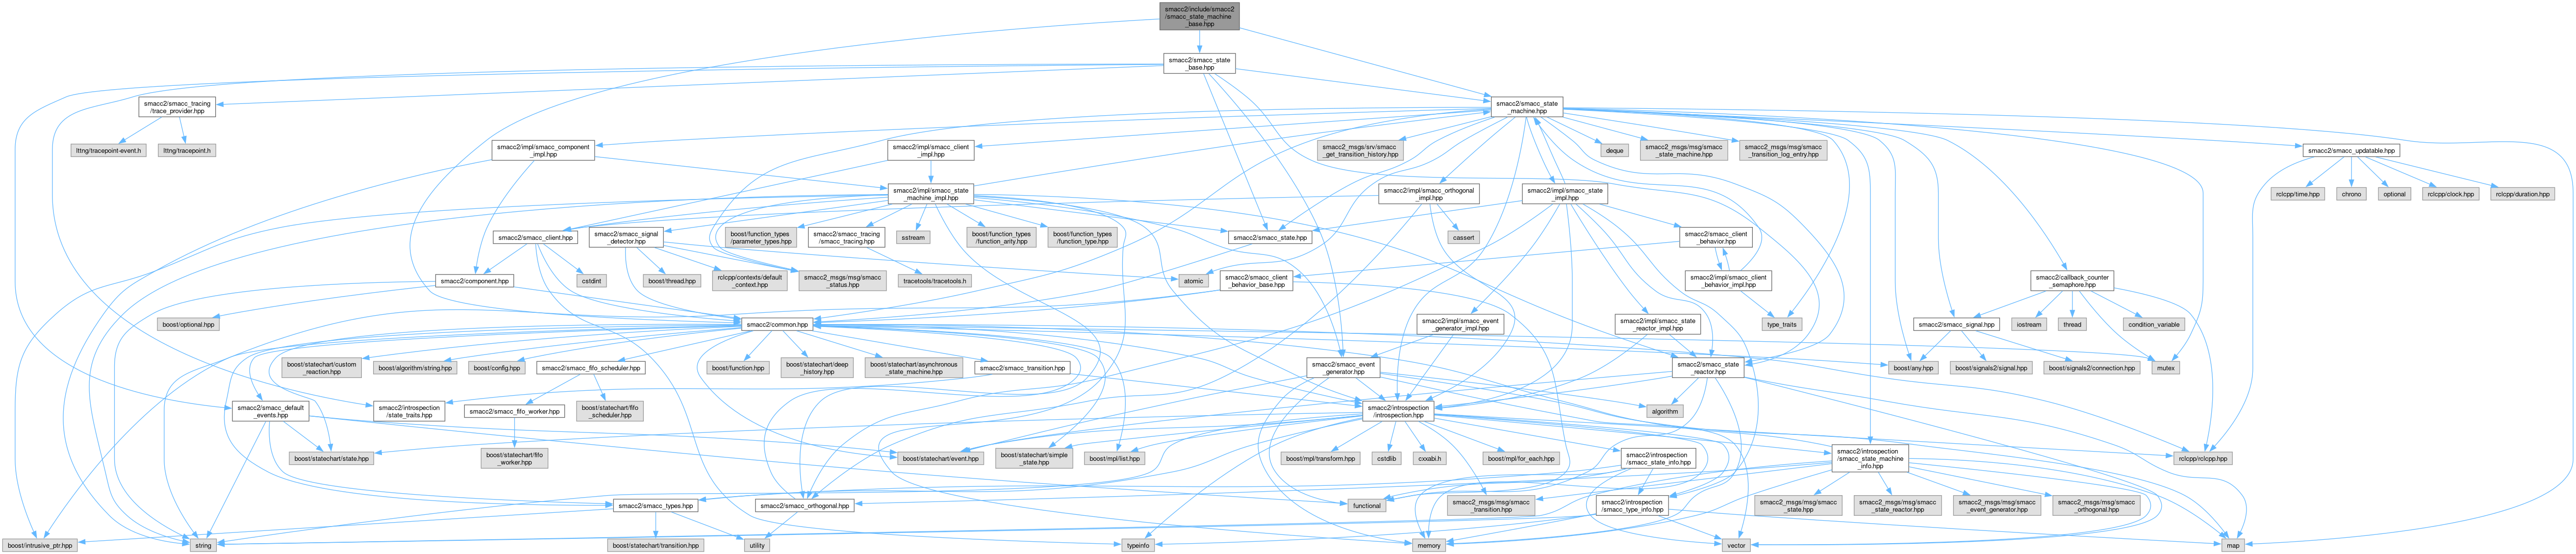 smacc2/include/smacc2
/smacc_state_machine
_base.hpp
smacc2/smacc_state
_base.hpp
smacc2/smacc_tracing
/trace_provider.hpp
smacc2/smacc_state
_machine.hpp
lttng/tracepoint-event.h
lttng/tracepoint.h
smacc2/impl/smacc_component
_impl.hpp
smacc2/impl/smacc_client
_impl.hpp
smacc2_msgs/srv/smacc
_get_transition_history.hpp
deque
smacc2_msgs/msg/smacc
_state_machine.hpp
smacc2_msgs/msg/smacc
_transition_log_entry.hpp
smacc2/smacc_updatable.hpp
smacc2/impl/smacc_state
_machine_impl.hpp
smacc2/impl/smacc_orthogonal
_impl.hpp
smacc2/impl/smacc_state
_impl.hpp
rclcpp/time.hpp
chrono
optional
rclcpp/clock.hpp
rclcpp/duration.hpp
smacc2/smacc_client.hpp
smacc2/smacc_signal
_detector.hpp
boost/function_types
/parameter_types.hpp
smacc2/smacc_tracing
/smacc_tracing.hpp
sstream
boost/function_types
/function_arity.hpp
boost/function_types
/function_type.hpp
smacc2/smacc_state.hpp
cassert
smacc2/smacc_client
_behavior.hpp
smacc2/component.hpp
cstdint
boost/thread.hpp
rclcpp/contexts/default
_context.hpp
smacc2_msgs/msg/smacc
_status.hpp
tracetools/tracetools.h
atomic
smacc2/smacc_client
_behavior_base.hpp
smacc2/impl/smacc_client
_behavior_impl.hpp
smacc2/callback_counter
_semaphore.hpp
boost/optional.hpp
smacc2/common.hpp
smacc2/impl/smacc_event
_generator_impl.hpp
smacc2/impl/smacc_state
_reactor_impl.hpp
type_traits
smacc2/smacc_signal.hpp
iostream
thread
condition_variable
boost/statechart/custom
_reaction.hpp
boost/algorithm/string.hpp
boost/config.hpp
smacc2/smacc_fifo_scheduler.hpp
boost/function.hpp
boost/statechart/deep
_history.hpp
boost/statechart/asynchronous
_state_machine.hpp
smacc2/smacc_transition.hpp
smacc2/smacc_event
_generator.hpp
smacc2/smacc_state
_reactor.hpp
boost/any.hpp
boost/signals2/signal.hpp
boost/signals2/connection.hpp
mutex
smacc2/smacc_default
_events.hpp
smacc2/introspection
/state_traits.hpp
smacc2/smacc_fifo_worker.hpp
boost/statechart/fifo
_scheduler.hpp
smacc2/introspection
/introspection.hpp
algorithm
boost/statechart/state.hpp
boost/statechart/fifo
_worker.hpp
boost/statechart/event.hpp
boost/statechart/simple
_state.hpp
boost/mpl/list.hpp
boost/mpl/transform.hpp
cstdlib
cxxabi.h
boost/mpl/for_each.hpp
smacc2/introspection
/smacc_state_info.hpp
smacc2/introspection
/smacc_state_machine
_info.hpp
rclcpp/rclcpp.hpp
smacc2/smacc_types.hpp
smacc2/smacc_orthogonal.hpp
functional
smacc2_msgs/msg/smacc
_transition.hpp
smacc2/introspection
/smacc_type_info.hpp
smacc2_msgs/msg/smacc
_state.hpp
smacc2_msgs/msg/smacc
_state_reactor.hpp
smacc2_msgs/msg/smacc
_event_generator.hpp
smacc2_msgs/msg/smacc
_orthogonal.hpp
boost/intrusive_ptr.hpp
string
boost/statechart/transition.hpp
utility
typeinfo
memory
vector
map